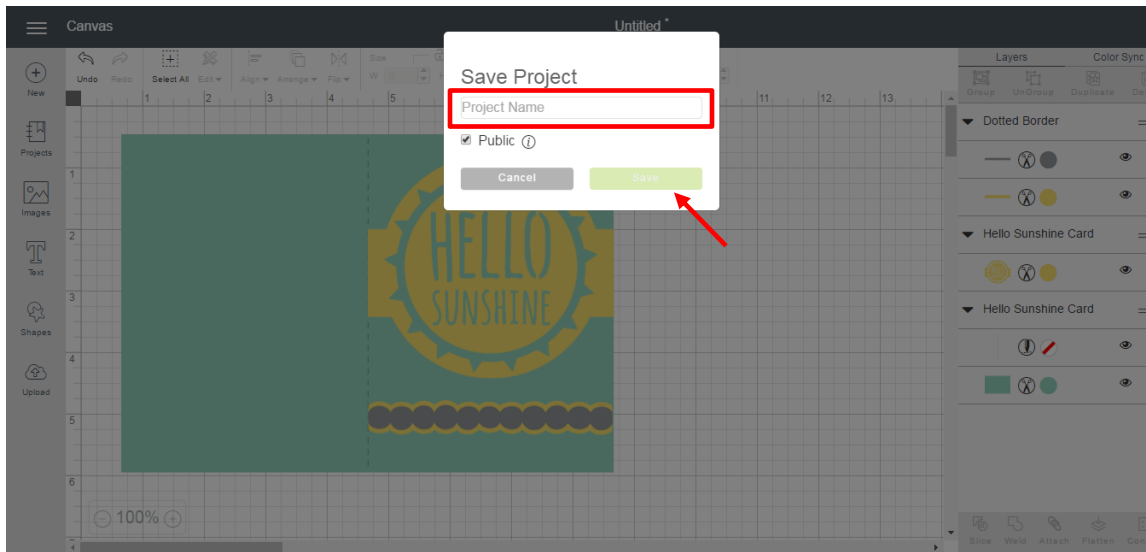 Canvas
Untitled *
Undo Redo Select All Edit Align Arrange Flip Size
W
New
Projects
Images
Text
Shapes
Upload
1 2 3 4 5 11 12 13
1
2
3
4
5
6
Save Project
Project Name
Public i
Cancel Save
HELLO
SUNSHINE
100%
Layers Color Sync
Group UnGroup Duplicate
Dotted Border
Hello Sunshine Card
Hello Sunshine Card
Slice Weld Attach Flatten